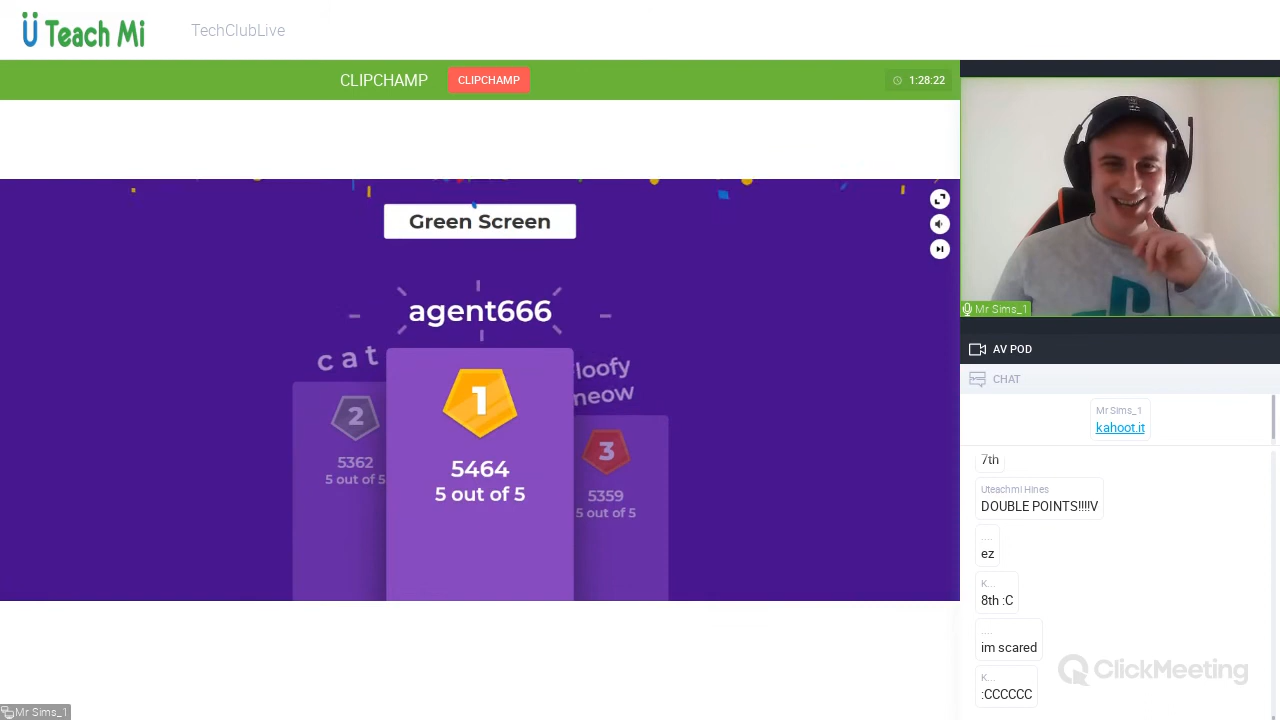 Ü Teach Mi
TechClubLive
CLIPCHAMP
CLIPCHAMP
1:28:22
Green Screen
agent666
cat
loofy
meow
1
2
3
5464
5 out of 5
5362
5 out of 5
5359
5 out of 5
Mr Sims_1
AV POD
CHAT
Mr Sims_1
kahoot.it
7th
Uteachmi Hines
DOUBLE POINTS!!!!V
....
ez
K...
8th :C
....
im scared
K...
:CCCCCC
ClickMeeting
Mr Sims_1